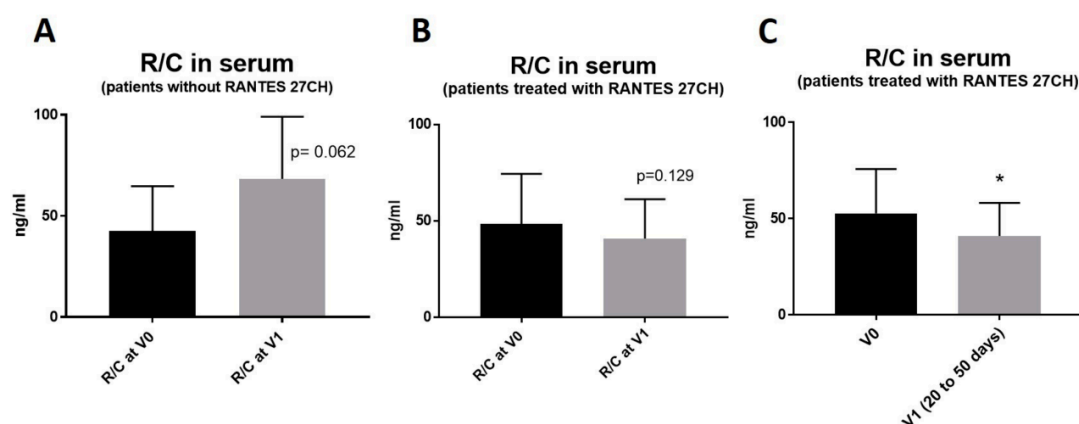 A
R/C in serum
(patients without RANTES 27CH)
100
50
0
ng/ml
p= 0.062
R/C at V0
R/C at V1
B
R/C in serum
(patients treated with RANTES 27CH)
100
50
0
ng/ml
p=0.129
R/C at V0
R/C at V1
C
R/C in serum
(patients treated with RANTES 27CH)
100
50
0
ng/ml
*
V0
V1 (20 to 50 days)